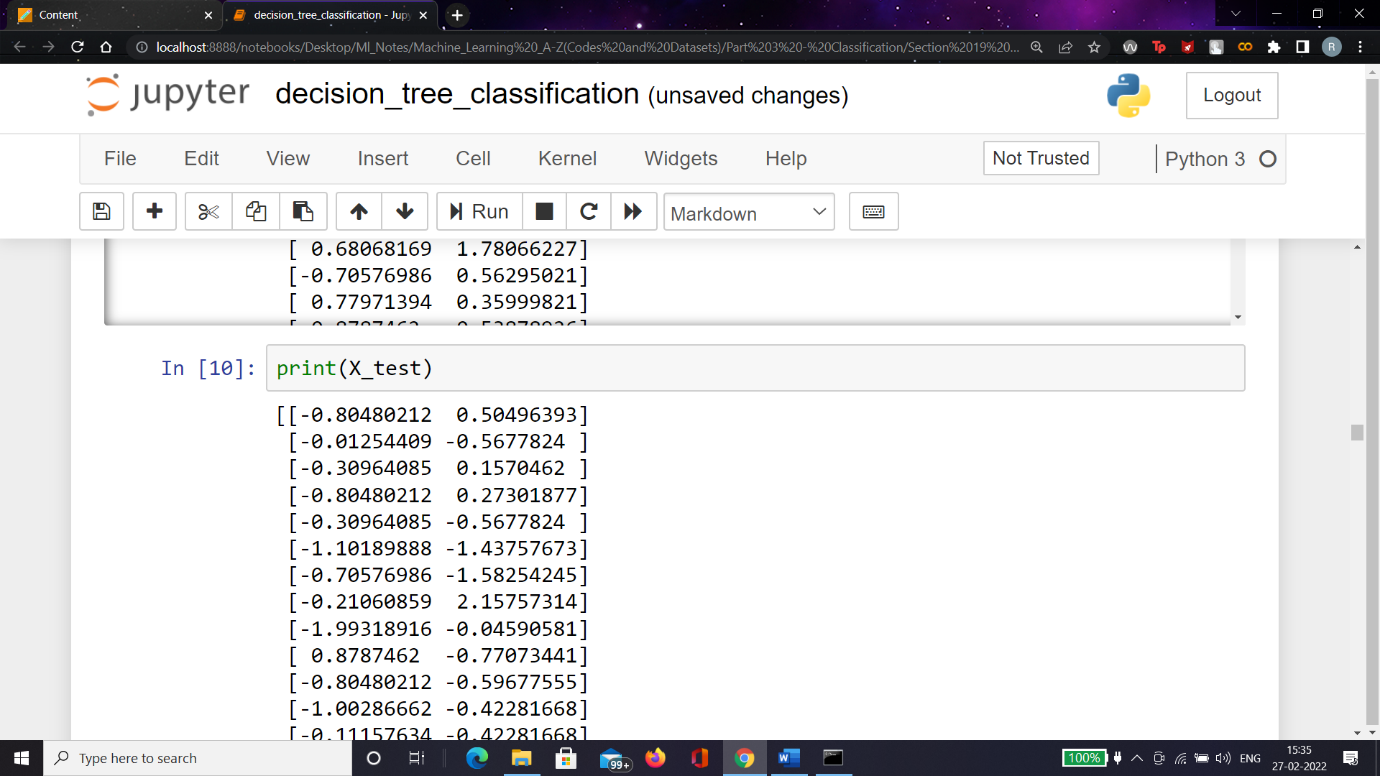 Content
decision_tree_classification - Jup
localhost:8888/notebooks/Desktop/Ml_Notes/Machine_Learning%20_A-Z(Codes%20and%20Datasets)/Part%203%20-%20Classification/Section%2019%20...
Tp
R
jupyter decision_tree_classification (unsaved changes)
Logout
File Edit View Insert Cell Kernel Widgets Help
Not Trusted
Python 3
Run
Markdown
[ 0.68068169 1.78066227]
[-0.70576986 0.56295021]
[ 0.77971394 0.35999821]
In [10]: print(X_test)
[[-0.80480212 0.50496393]
[-0.01254409 -0.5677824 ]
[-0.30964085 0.1570462 ]
[-0.80480212 0.27301877]
[-0.30964085 -0.5677824 ]
[-1.10189888 -1.43757673]
[-0.70576986 -1.58254245]
[-0.21060859 2.15757314]
[-1.99318916 -0.04590581]
[ 0.8787462 -0.77073441]
[-0.80480212 -0.59677555]
[-1.00286662 -0.42281668]
[-0.11157634 -0.42281668]
Type here to search
99+
100%
ENG
15:35
27-02-2022